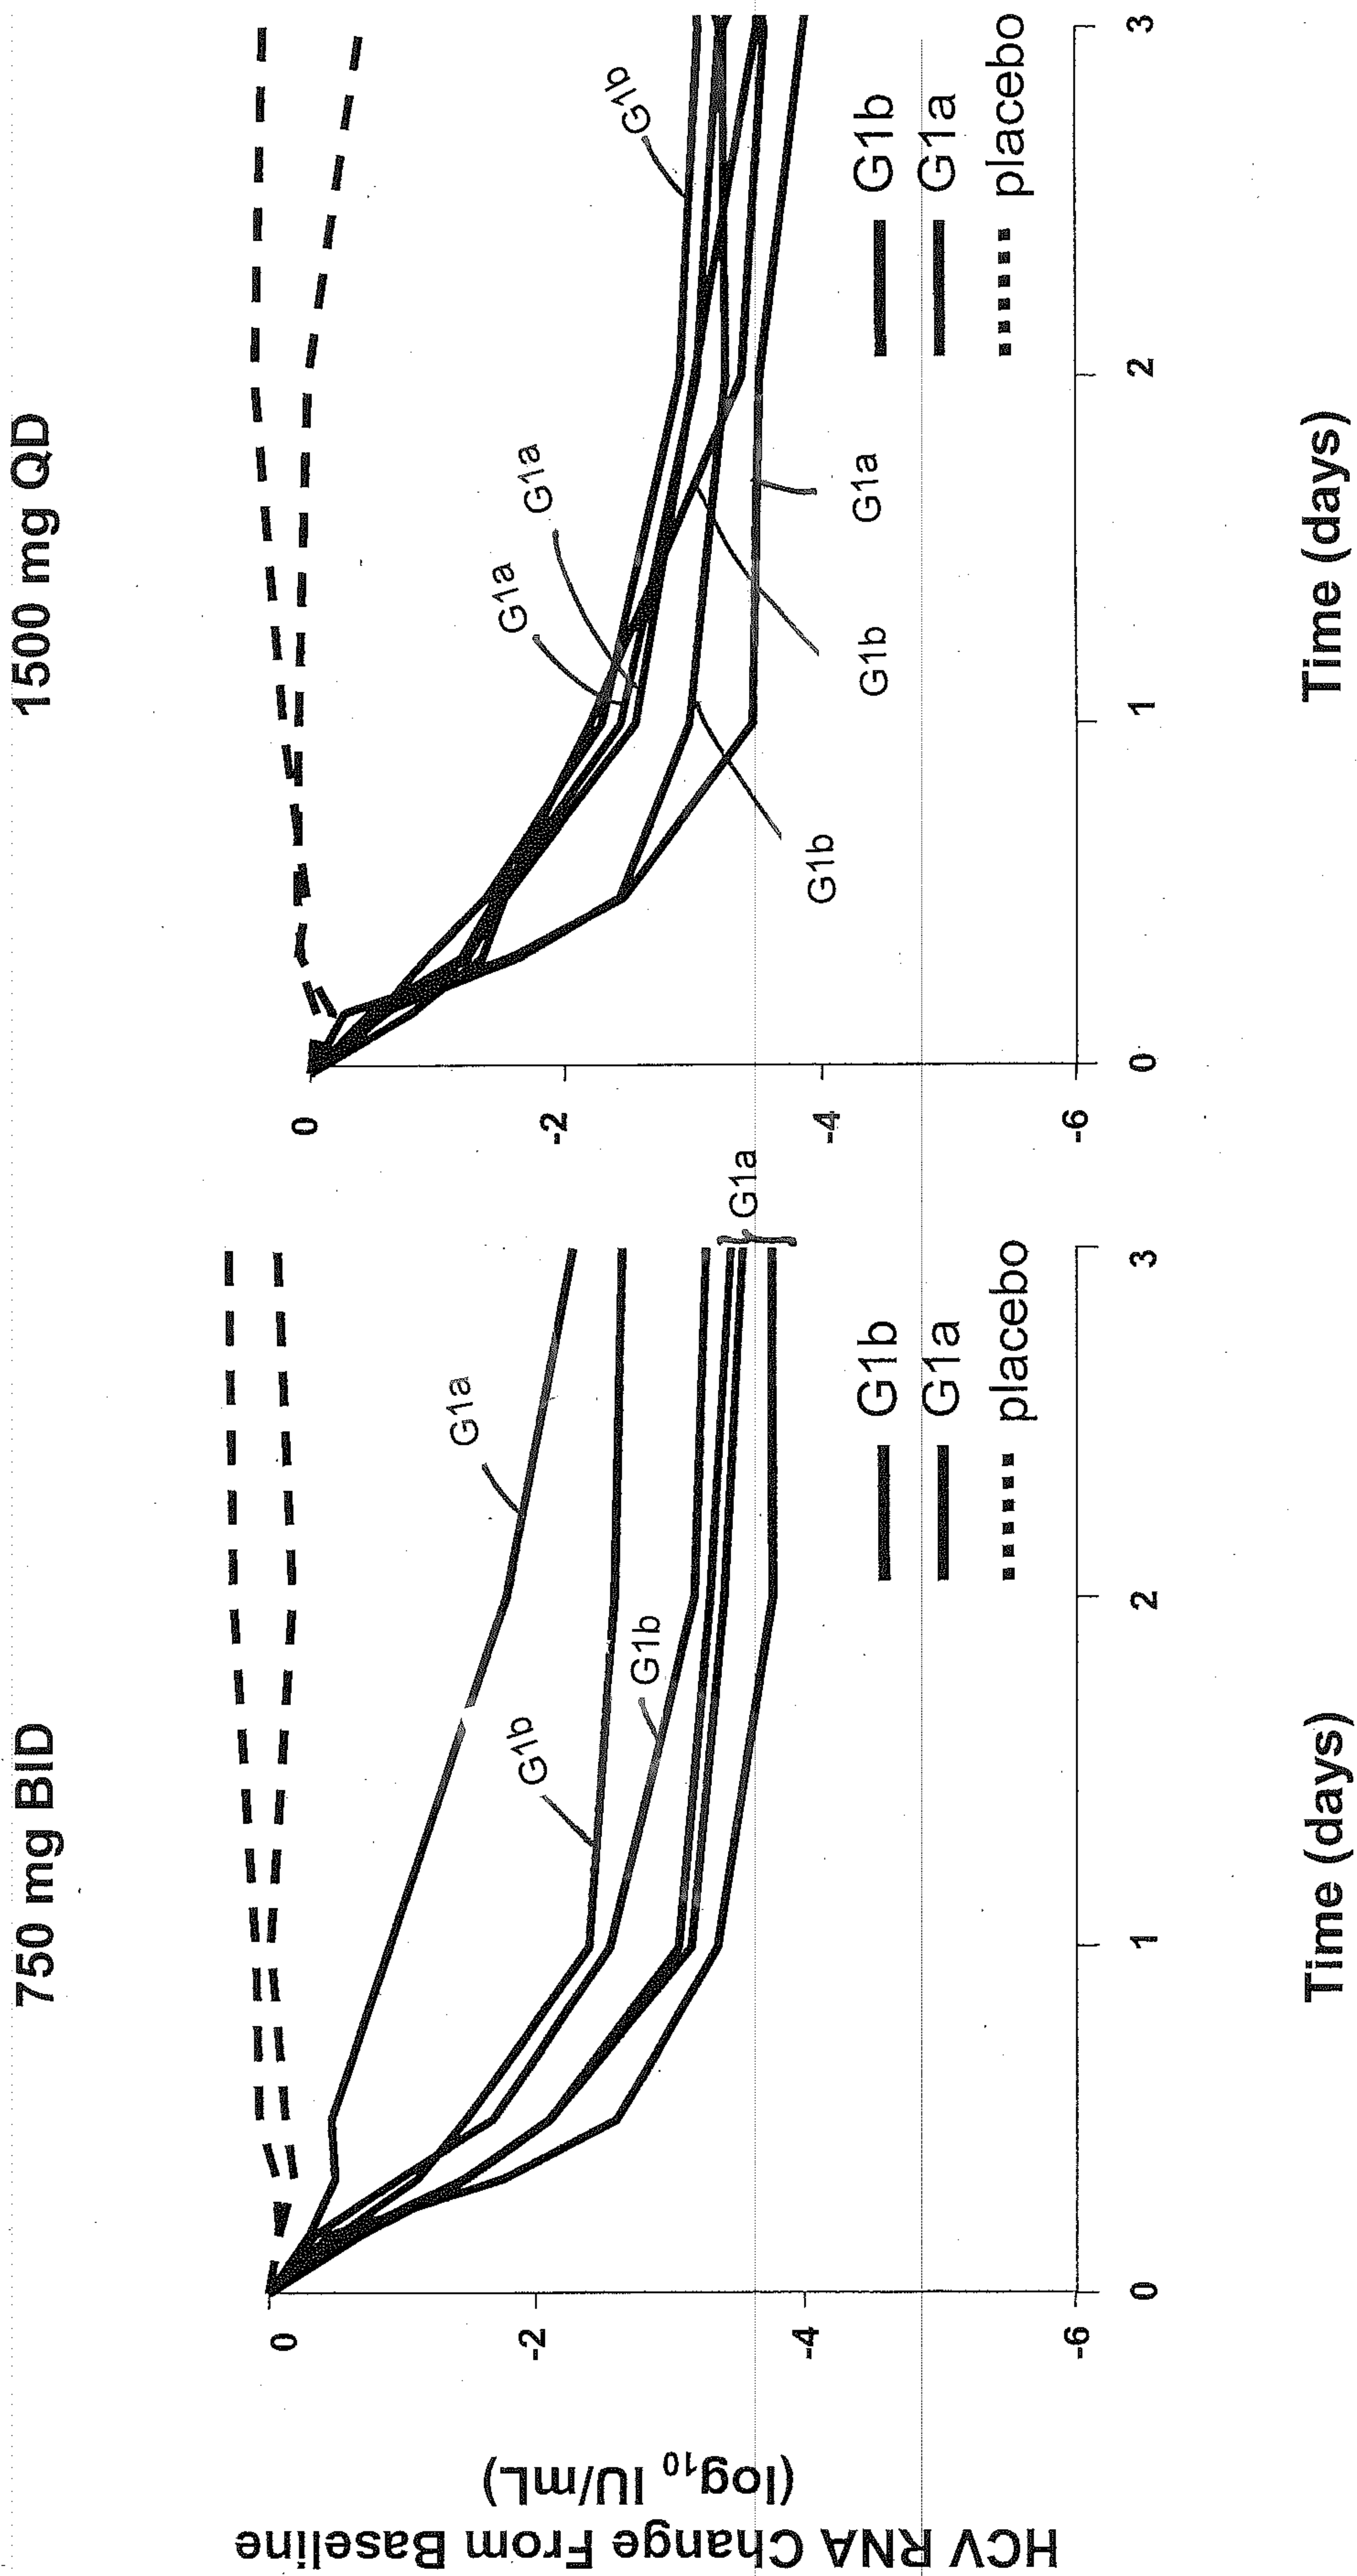 HCV RNA Change From Baseline
(log10 IU/mL)
750 mg BID
0
-2
-4
-6
G1a
G1b
G1b
G1a
G1b
G1a
placebo
0
1
2
3
Time (days)
1500 mg QD
0
-2
-4
-6
G1b
G1a
G1a
G1a
G1b
G1b
G1b
G1a
placebo
0
1
2
3
Time (days)